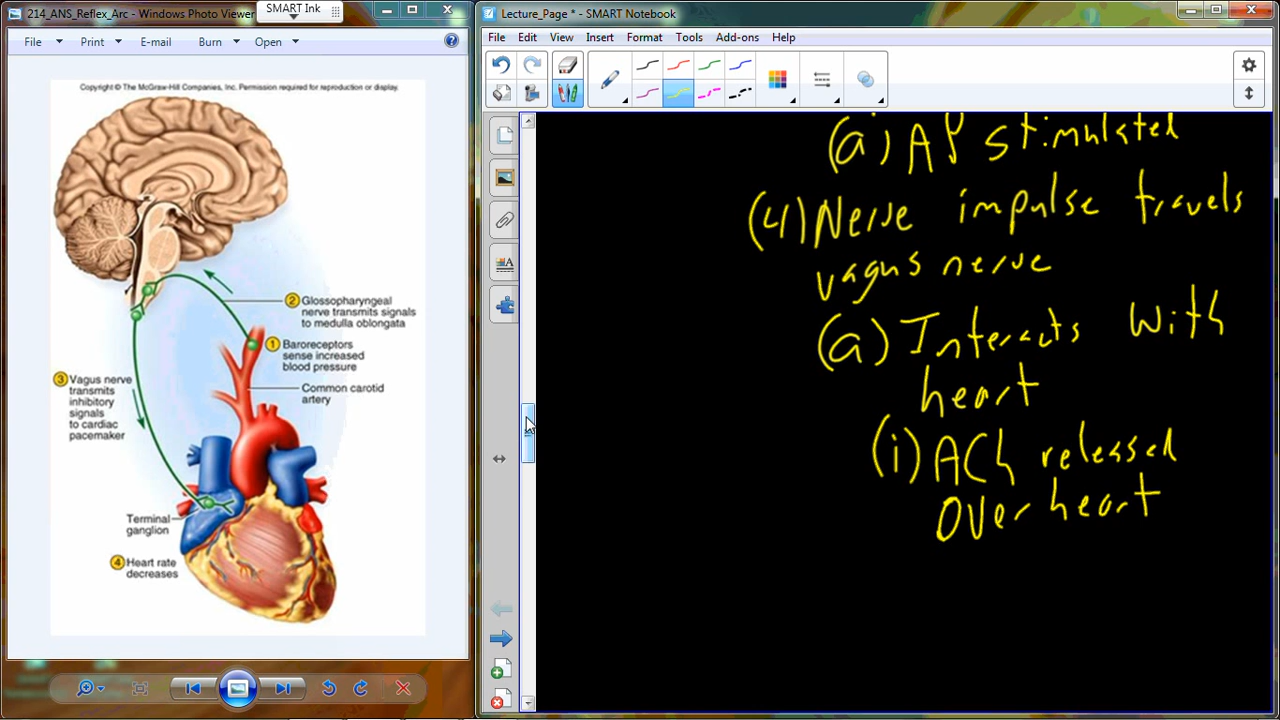 214_ANS_Reflex_Arc - Windows Photo Viewer
SMART Ink
File Print E-mail Burn Open
Copyright © The McGraw-Hill Companies, Inc. Permission required for reproduction or display.
2 Glossopharyngeal
nerve transmits signals
to medulla oblongata
1 Baroreceptors
sense increased
blood pressure
Common carotid
artery
3 Vagus nerve
transmits
inhibitory
signals
to cardiac
pacemaker
Terminal
ganglion
4 Heart rate
decreases
Lecture_Page * - SMART Notebook
File Edit View Insert Format Tools Add-ons Help
(a) AP stimulated
(4) Nerve impulse travels
vagus nerve
(a) Interacts with
heart
(i) ACh released
over heart